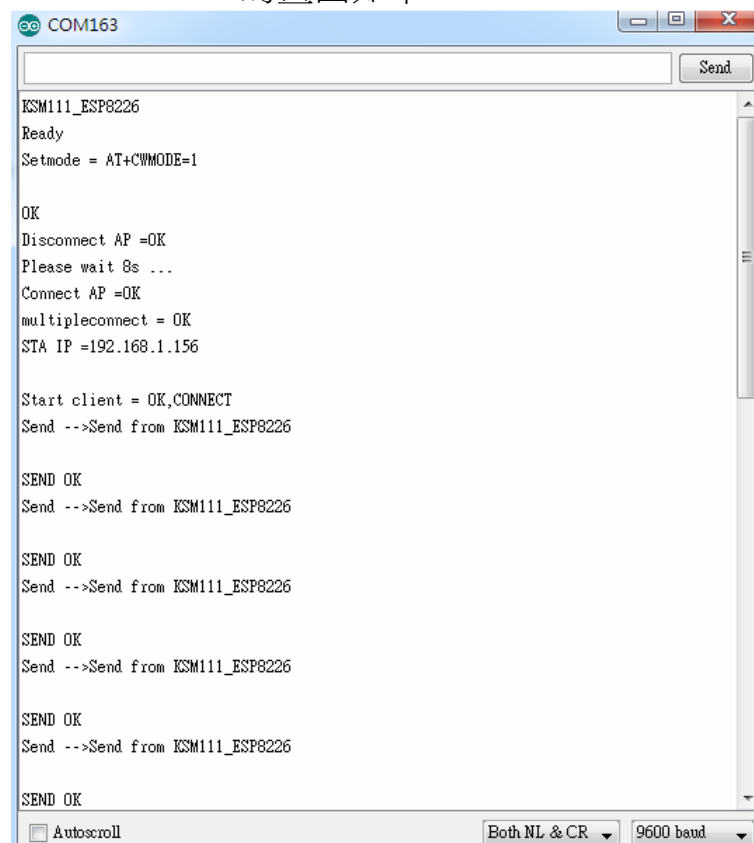 COM163
Send
KSM111_ESP8226
Ready
Setmode = AT+CWMODE=1
OK
Disconnect AP =OK
Please wait 8s ...
Connect AP =OK
multipleconnect = OK
STA IP =192.168.1.156
Start client = OK,CONNECT
Send -->Send from KSM111_ESP8226
SEND OK
Send -->Send from KSM111_ESP8226
SEND OK
Send -->Send from KSM111_ESP8226
SEND OK
Send -->Send from KSM111_ESP8226
SEND OK
Send -->Send from KSM111_ESP8226
SEND OK
Autoscroll
Both NL & CR
9600 baud